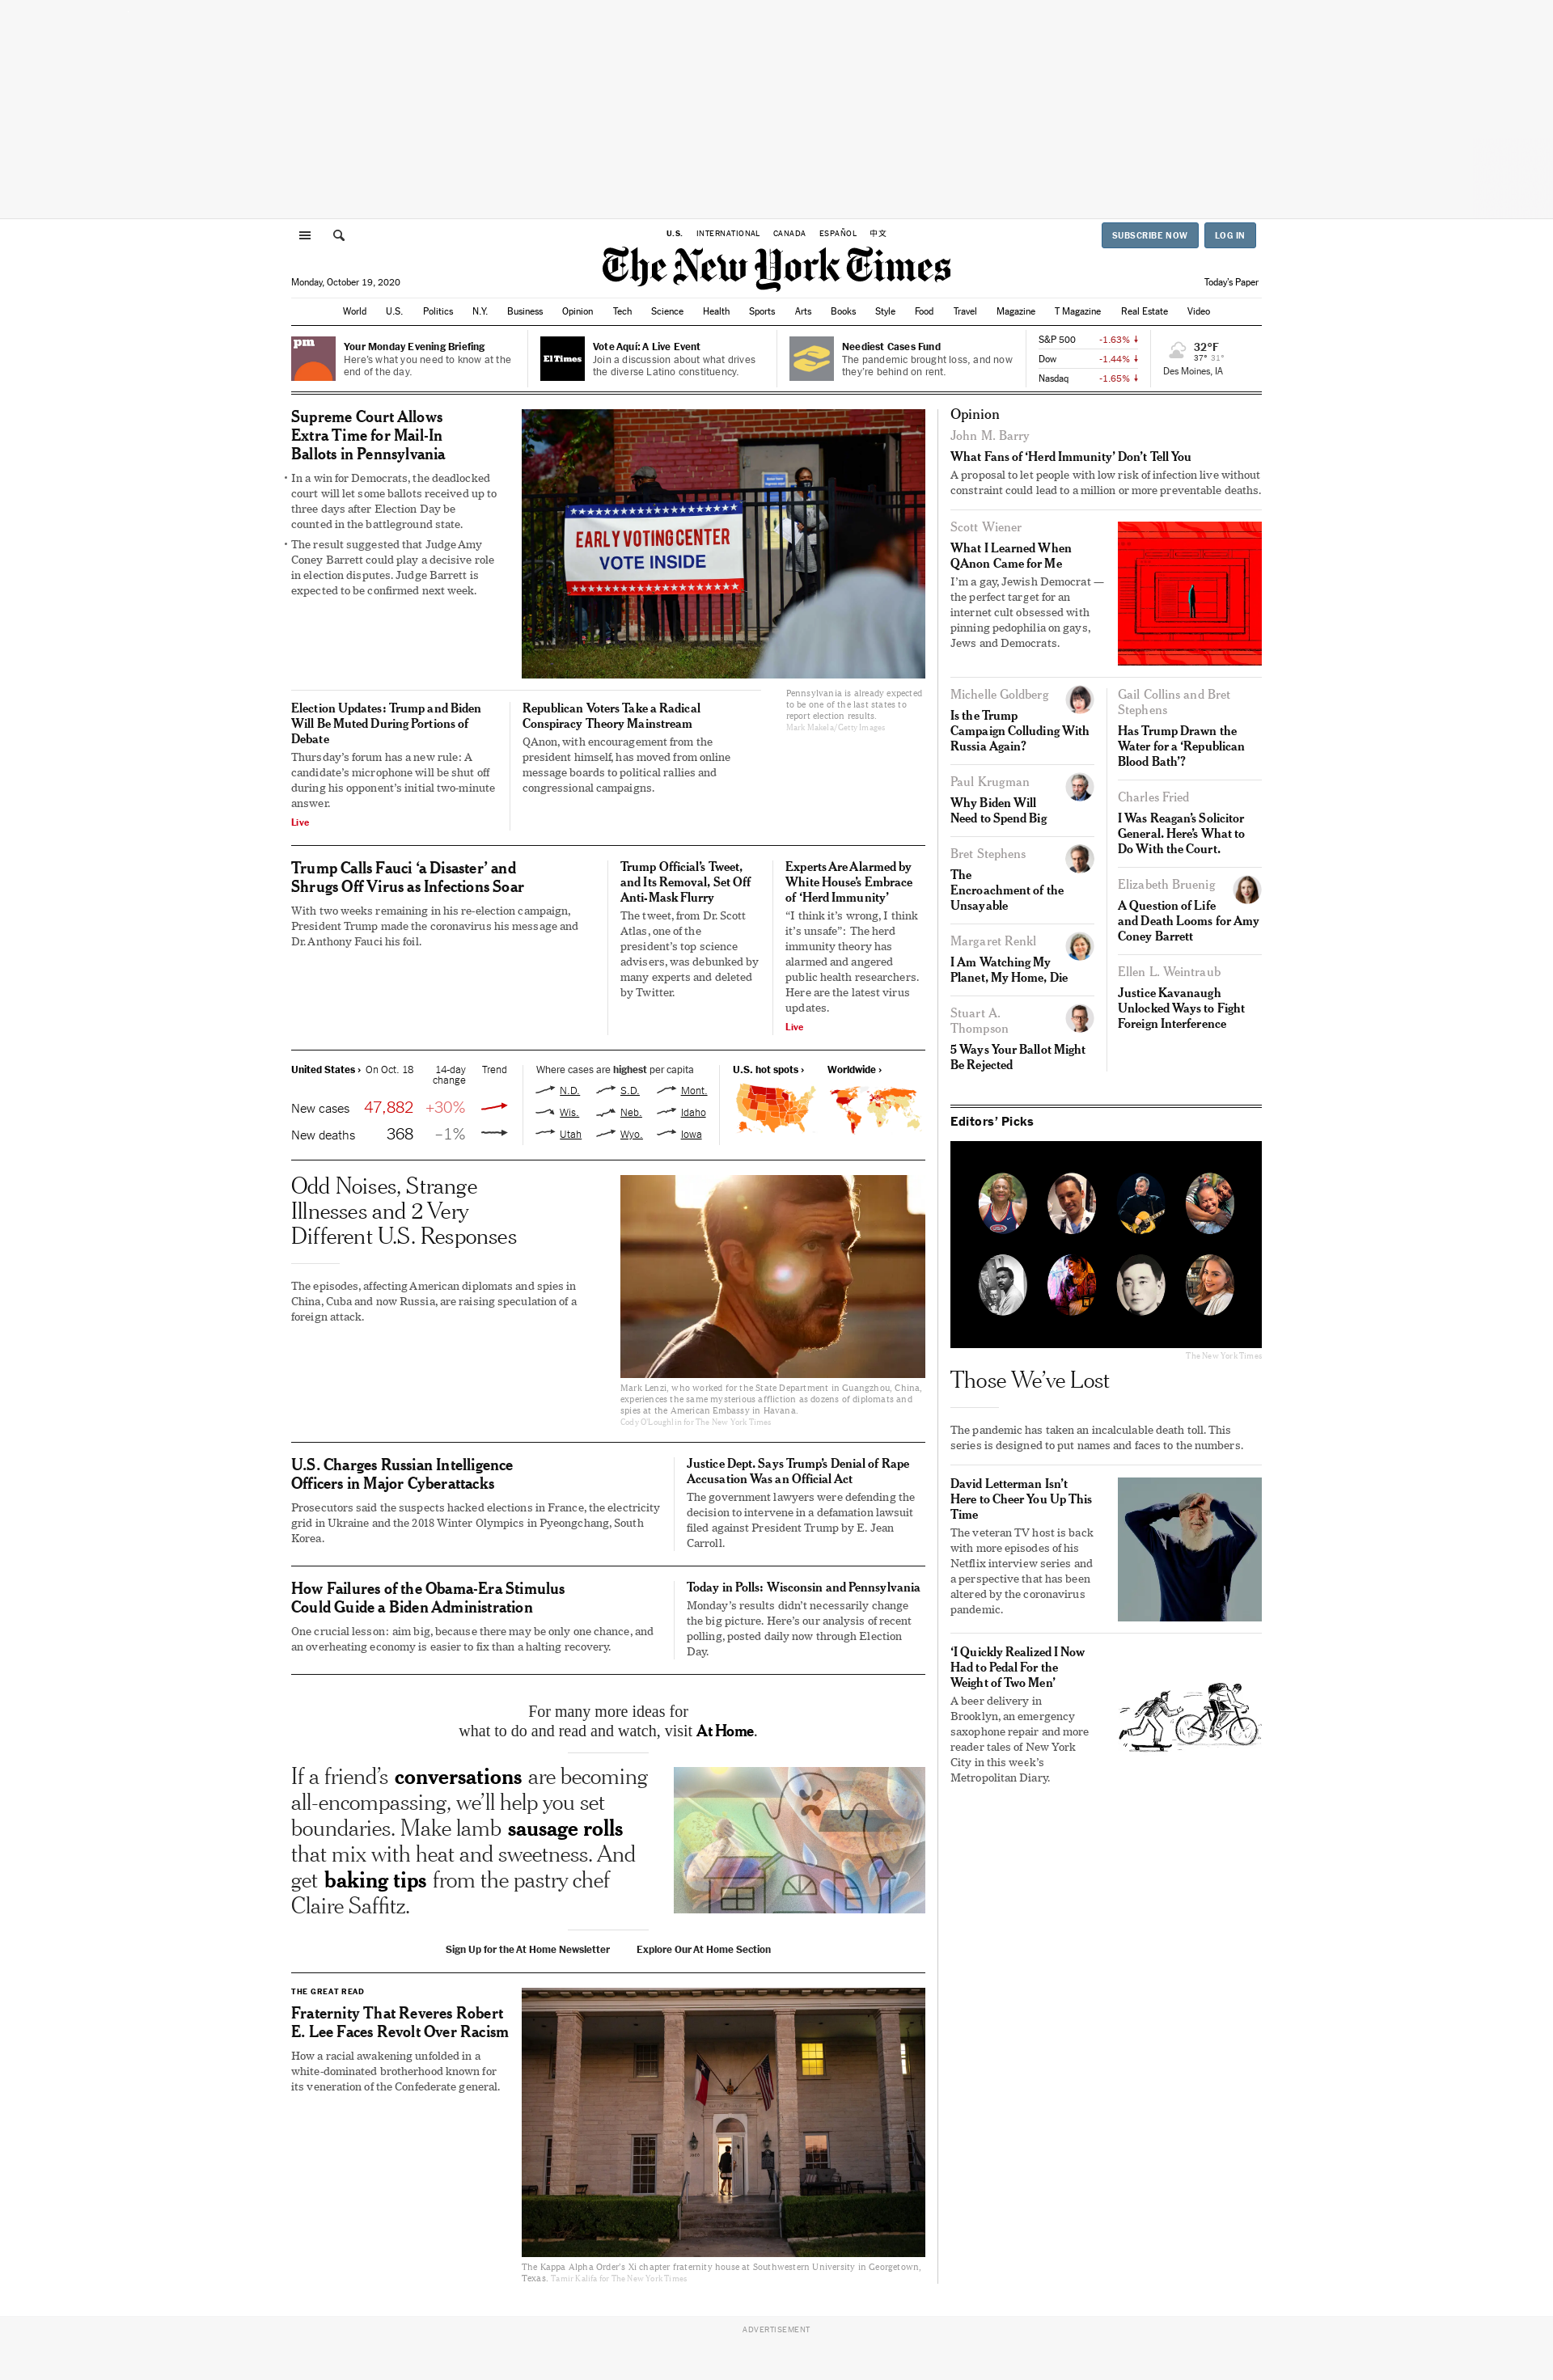 U.S. INTERNATIONAL CANADA ESPAÑOL 中文
SUBSCRIBE NOW LOG IN
The New York Times
Monday, October 19, 2020
Today's Paper
World U.S. Politics N.Y. Business Opinion Tech Science Health Sports Arts Books Style Food Travel Magazine T Magazine Real Estate Video
pm
Your Monday Evening Briefing
Here's what you need to know at the
end of the day.
El Times
Vote Aquí: A Live Event
Join a discussion about what drives
the diverse Latino constituency.
Neediest Cases Fund
The pandemic brought loss, and now
they're behind on rent.
S&P 500 -1.63% ↓
Dow -1.44% ↓
Nasdaq -1.65% ↓
32°F
37° 31°
Des Moines, IA
Supreme Court Allows
Extra Time for Mail-In
Ballots in Pennsylvania
• In a win for Democrats, the deadlocked
court will let some ballots received up to
three days after Election Day be
counted in the battleground state.
• The result suggested that Judge Amy
Coney Barrett could play a decisive role
in election disputes. Judge Barrett is
expected to be confirmed next week.
EARLY VOTING CENTER
VOTE INSIDE
Pennsylvania is already expected
to be one of the last states to
report election results.
Mark Makela/Getty Images
Election Updates: Trump and Biden
Will Be Muted During Portions of
Debate
Thursday's forum has a new rule: A
candidate's microphone will be shut off
during his opponent's initial two-minute
answer.
Live
Republican Voters Take a Radical
Conspiracy Theory Mainstream
QAnon, with encouragement from the
president himself, has moved from online
message boards to political rallies and
congressional campaigns.
Trump Calls Fauci ‘a Disaster’ and
Shrugs Off Virus as Infections Soar
With two weeks remaining in his re-election campaign,
President Trump made the coronavirus his message and
Dr. Anthony Fauci his foil.
Trump Official's Tweet,
and Its Removal, Set Off
Anti-Mask Flurry
The tweet, from Dr. Scott
Atlas, one of the
president's top science
advisers, was debunked by
many experts and deleted
by Twitter.
Experts Are Alarmed by
White House's Embrace
of ‘Herd Immunity’
“I think it's wrong, I think
it's unsafe”: The herd
immunity theory has
alarmed and angered
public health researchers.
Here are the latest virus
updates.
Live
United States › On Oct. 18 14-day
change Trend
New cases 47,882 +30%
New deaths 368 –1%
Where cases are highest per capita
N.D. S.D. Mont.
Wis. Neb. Idaho
Utah Wyo. Iowa
U.S. hot spots › Worldwide ›
Odd Noises, Strange
Illnesses and 2 Very
Different U.S. Responses
The episodes, affecting American diplomats and spies in
China, Cuba and now Russia, are raising speculation of a
foreign attack.
Mark Lenzi, who worked for the State Department in Guangzhou, China,
experiences the same mysterious affliction as dozens of diplomats and
spies at the American Embassy in Havana.
Cody O'Loughlin for The New York Times
U.S. Charges Russian Intelligence
Officers in Major Cyberattacks
Prosecutors said the suspects hacked elections in France, the electricity
grid in Ukraine and the 2018 Winter Olympics in Pyeongchang, South
Korea.
Justice Dept. Says Trump's Denial of Rape
Accusation Was an Official Act
The government lawyers were defending the
decision to intervene in a defamation lawsuit
filed against President Trump by E. Jean
Carroll.
How Failures of the Obama-Era Stimulus
Could Guide a Biden Administration
One crucial lesson: aim big, because there may be only one chance, and
an overheating economy is easier to fix than a halting recovery.
Today in Polls: Wisconsin and Pennsylvania
Monday's results didn't necessarily change
the big picture. Here's our analysis of recent
polling, posted daily now through Election
Day.
For many more ideas for
what to do and read and watch, visit At Home.
If a friend's conversations are becoming
all-encompassing, we'll help you set
boundaries. Make lamb sausage rolls
that mix with heat and sweetness. And
get baking tips from the pastry chef
Claire Saffitz.
Sign Up for the At Home Newsletter Explore Our At Home Section
THE GREAT READ
Fraternity That Reveres Robert
E. Lee Faces Revolt Over Racism
How a racial awakening unfolded in a
white-dominated brotherhood known for
its veneration of the Confederate general.
The Kappa Alpha Order's Xi chapter fraternity house at Southwestern University in Georgetown,
Texas. Tamir Kalifa for The New York Times
Opinion
John M. Barry
What Fans of ‘Herd Immunity’ Don't Tell You
A proposal to let people with low risk of infection live without
constraint could lead to a million or more preventable deaths.
Scott Wiener
What I Learned When
QAnon Came for Me
I'm a gay, Jewish Democrat —
the perfect target for an
internet cult obsessed with
pinning pedophilia on gays,
Jews and Democrats.
Michelle Goldberg
Is the Trump
Campaign Colluding With
Russia Again?
Paul Krugman
Why Biden Will
Need to Spend Big
Bret Stephens
The
Encroachment of the
Unsayable
Margaret Renkl
I Am Watching My
Planet, My Home, Die
Stuart A.
Thompson
5 Ways Your Ballot Might
Be Rejected
Gail Collins and Bret
Stephens
Has Trump Drawn the
Water for a ‘Republican
Blood Bath’?
Charles Fried
I Was Reagan's Solicitor
General. Here's What to
Do With the Court.
Elizabeth Bruenig
A Question of Life
and Death Looms for Amy
Coney Barrett
Ellen L. Weintraub
Justice Kavanaugh
Unlocked Ways to Fight
Foreign Interference
Editors' Picks
The New York Times
Those We've Lost
The pandemic has taken an incalculable death toll. This
series is designed to put names and faces to the numbers.
David Letterman Isn't
Here to Cheer You Up This
Time
The veteran TV host is back
with more episodes of his
Netflix interview series and
a perspective that has been
altered by the coronavirus
pandemic.
‘I Quickly Realized I Now
Had to Pedal For the
Weight of Two Men’
A beer delivery in
Brooklyn, an emergency
saxophone repair and more
reader tales of New York
City in this week's
Metropolitan Diary.
ADVERTISEMENT